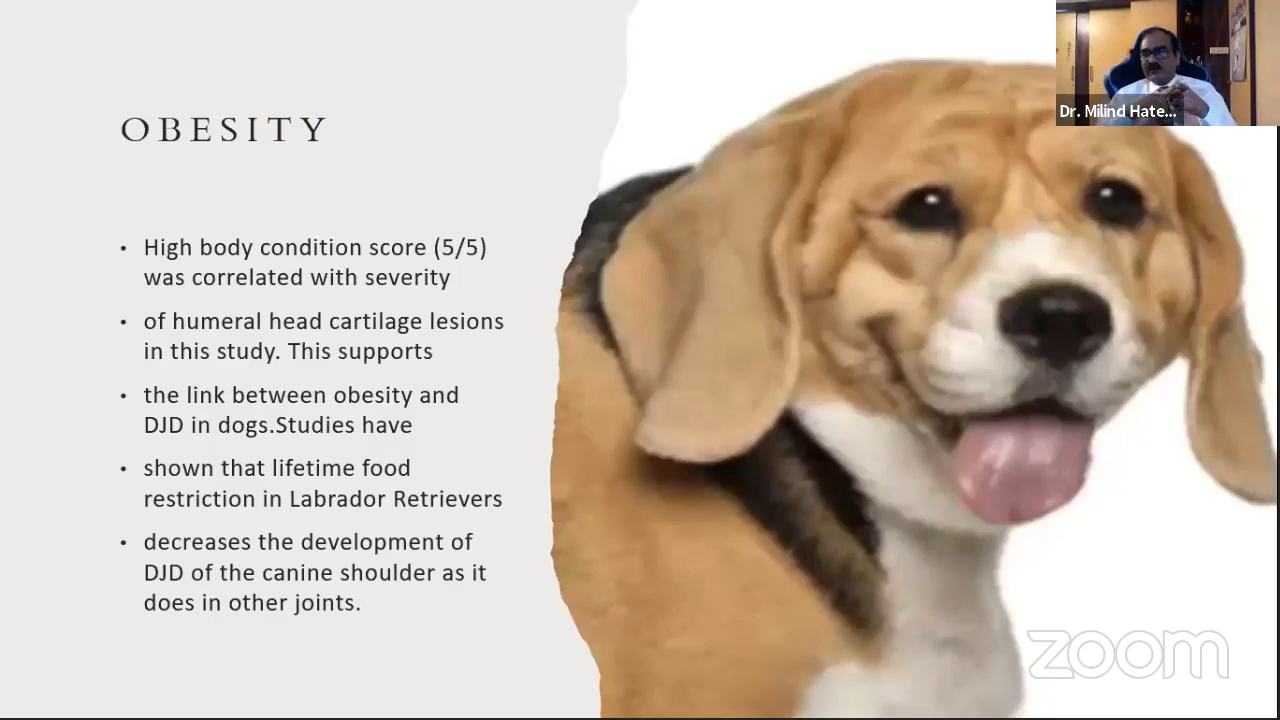 Dr. Milind Hate...
OBESITY
• High body condition score (5/5)
was correlated with severity
• of humeral head cartilage lesions
in this study. This supports
• the link between obesity and
DJD in dogs.Studies have
• shown that lifetime food
restriction in Labrador Retrievers
• decreases the development of
DJD of the canine shoulder as it
does in other joints.
zoom